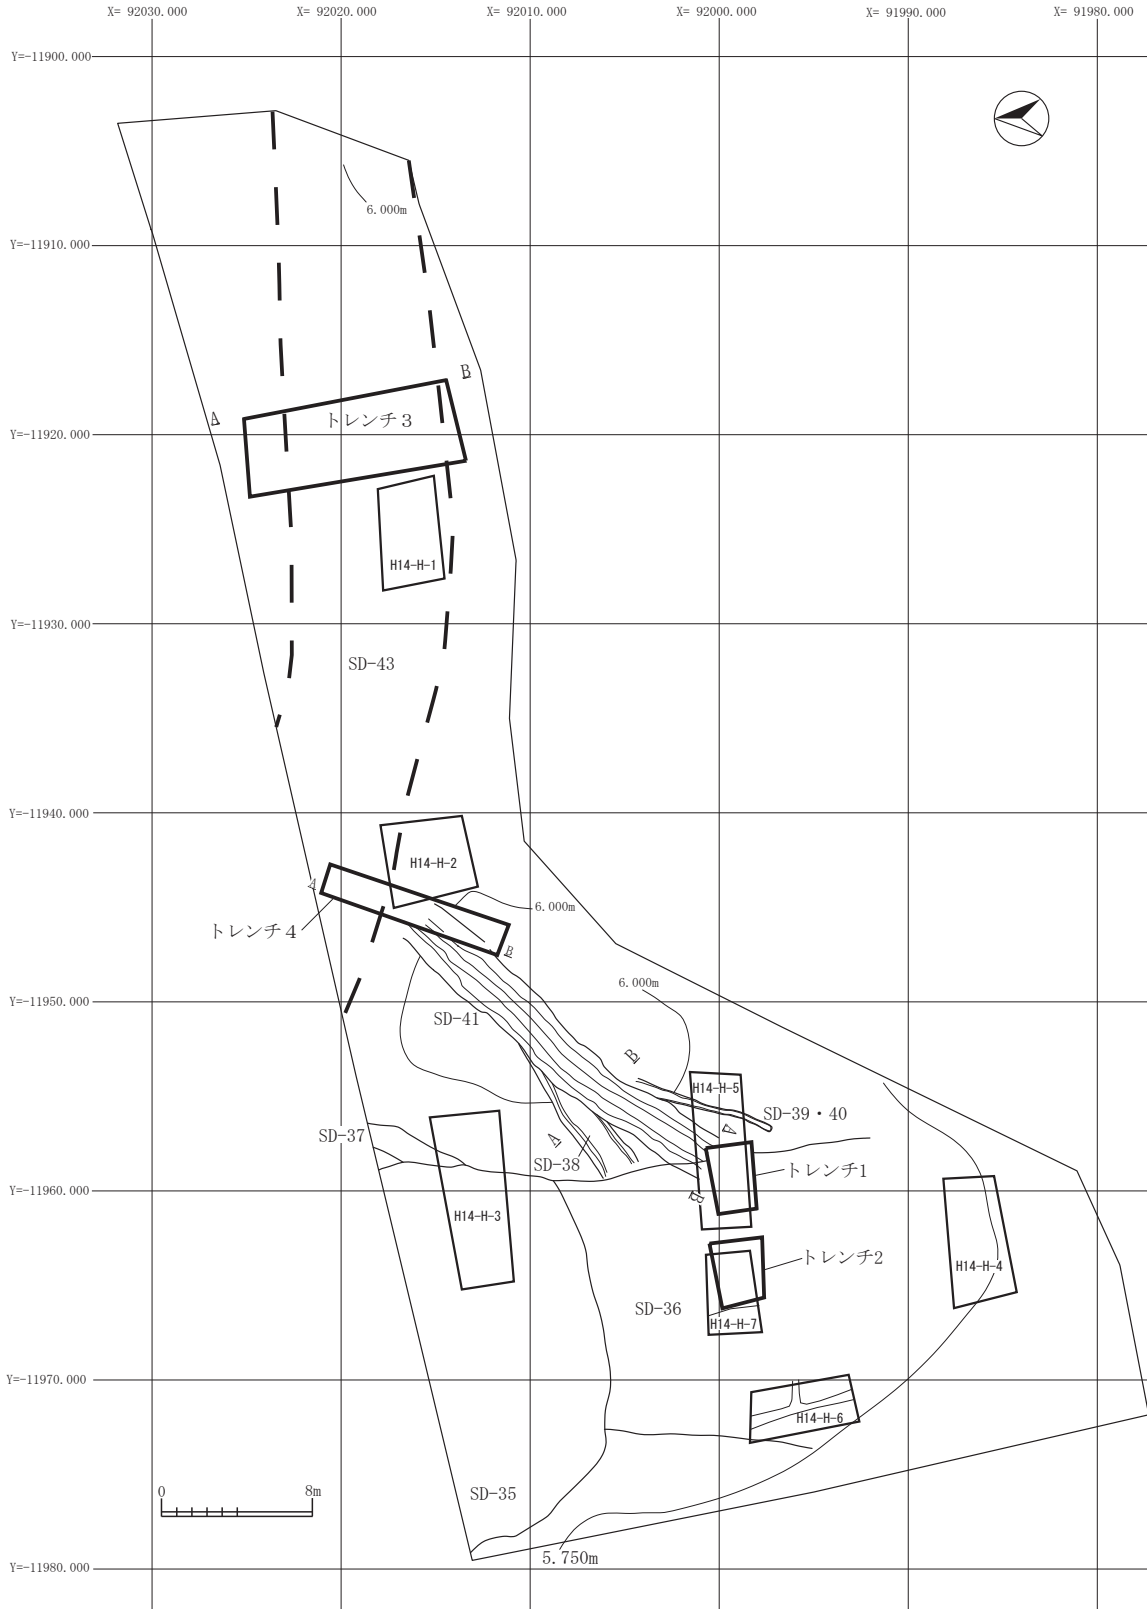 X= 92030.000
X= 92020.000
X= 92010.000
X= 92000.000
X= 91990.000
X= 91980.000
Y=-11900.000
6.000m
Y=-11910.000
B
A
トレンチ3
Y=-11920.000
H14-H-1
Y=-11930.000
SD-43
Y=-11940.000
H14-H-2
A
6.000m
トレンチ4
B
6.000m
Y=-11950.000
SD-41
B
H14-H-5
SD-39・40
A
SD-37
A
SD-38
トレンチ1
Y=-11960.000
B
H14-H-3
トレンチ2
H14-H-4
SD-36
H14-H-7
Y=-11970.000
H14-H-6
0
8m
SD-35
5.750m
Y=-11980.000